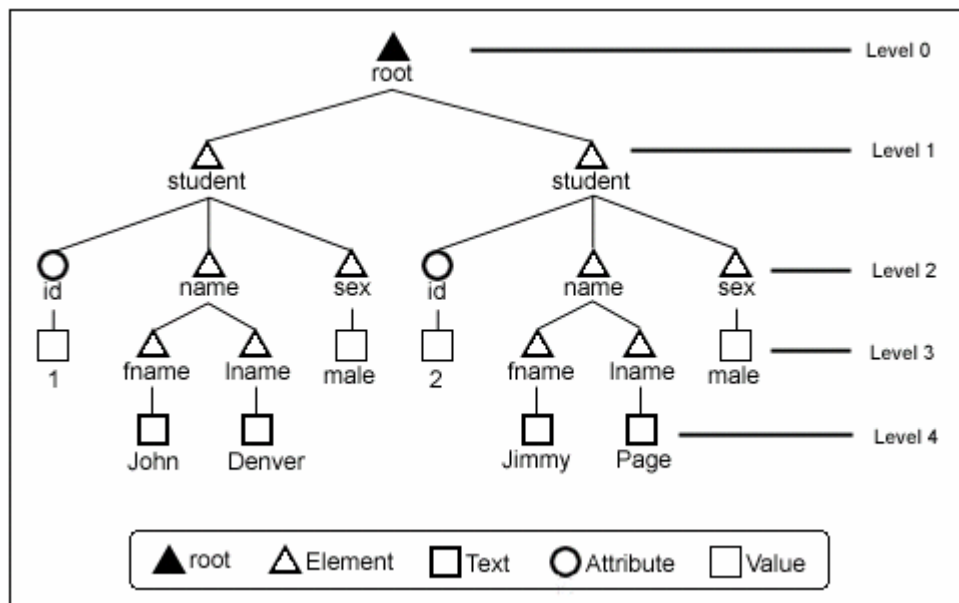 Level 0
root
Level 1
student student
Level 2
id name sex id name sex
Level 3
1 fname lname male 2 fname lname male
Level 4
John Denver Jimmy Page
root Element Text Attribute Value